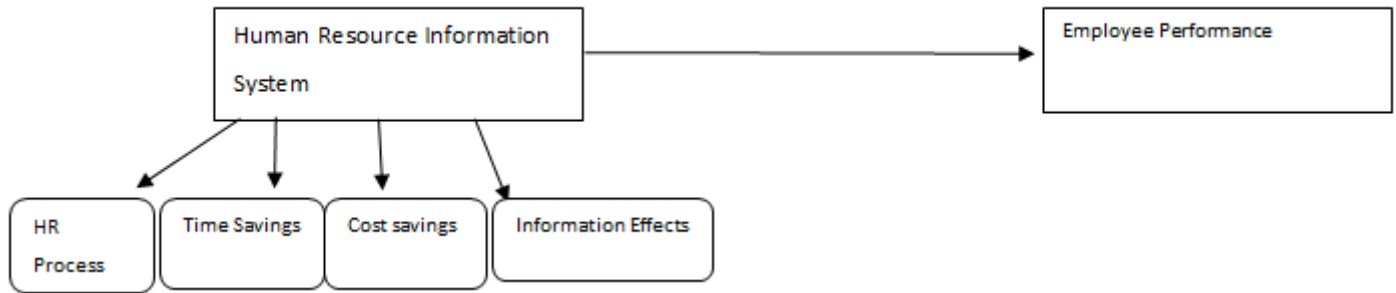 Human Resource Information
System
Employee Performance
HR
Process
Time Savings
Cost savings
Information Effects